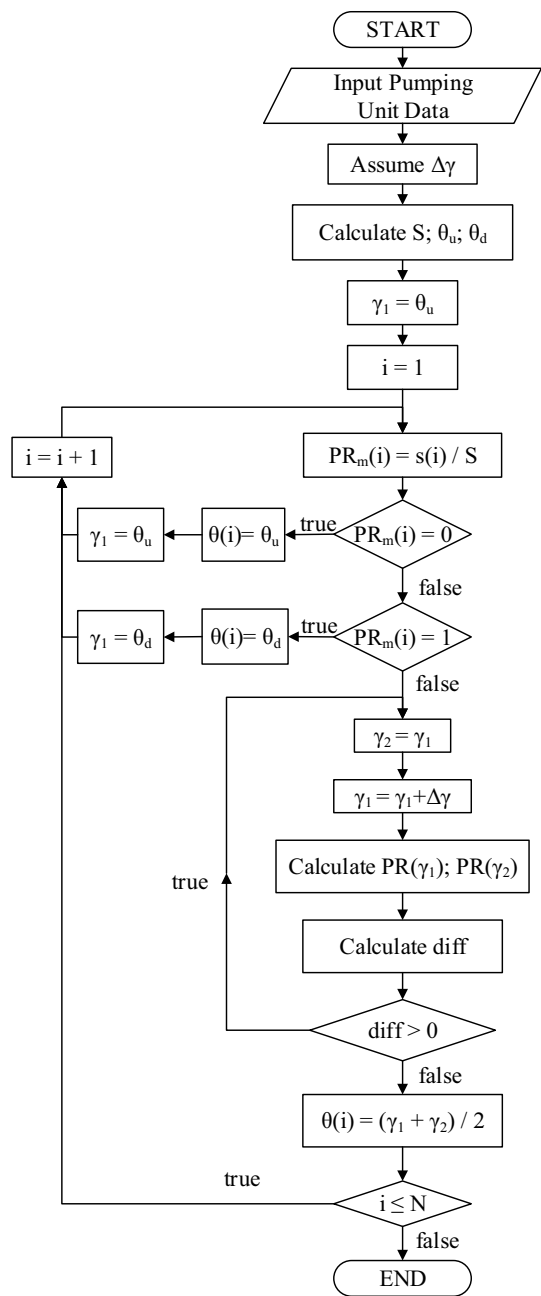 START
Input Pumping
Unit Data
Assume Δγ
Calculate S; θu; θd
γ1 = θu
i = 1
i = i + 1
PRm(i) = s(i) / S
γ1 = θu
θ(i)= θu
true
PRm(i) = 0
false
γ1 = θd
θ(i)= θd
true
PRm(i) = 1
false
γ2 = γ1
γ1 = γ1+Δγ
Calculate PR(γ1); PR(γ2)
true
Calculate diff
diff > 0
false
θ(i) = (γ1 + γ2) / 2
true
i ≤ N
false
END